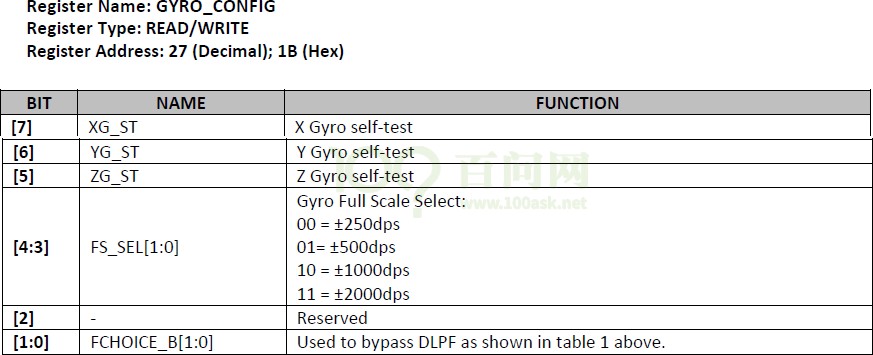 Register Name: GYRO_CONFIG
Register Type: READ/WRITE
Register Address: 27 (Decimal); 1B (Hex)
BIT NAME FUNCTION
[7] XG_ST X Gyro self-test
[6] YG_ST Y Gyro self-test
[5] ZG_ST Z Gyro self-test
[4:3] FS_SEL[1:0] Gyro Full Scale Select:
00 = ±250dps
01= ±500dps
10 = ±1000dps
11 = ±2000dps
[2] - Reserved
[1:0] FCHOICE_B[1:0] Used to bypass DLPF as shown in table 1 above.
100 百问网
www.100ask.net